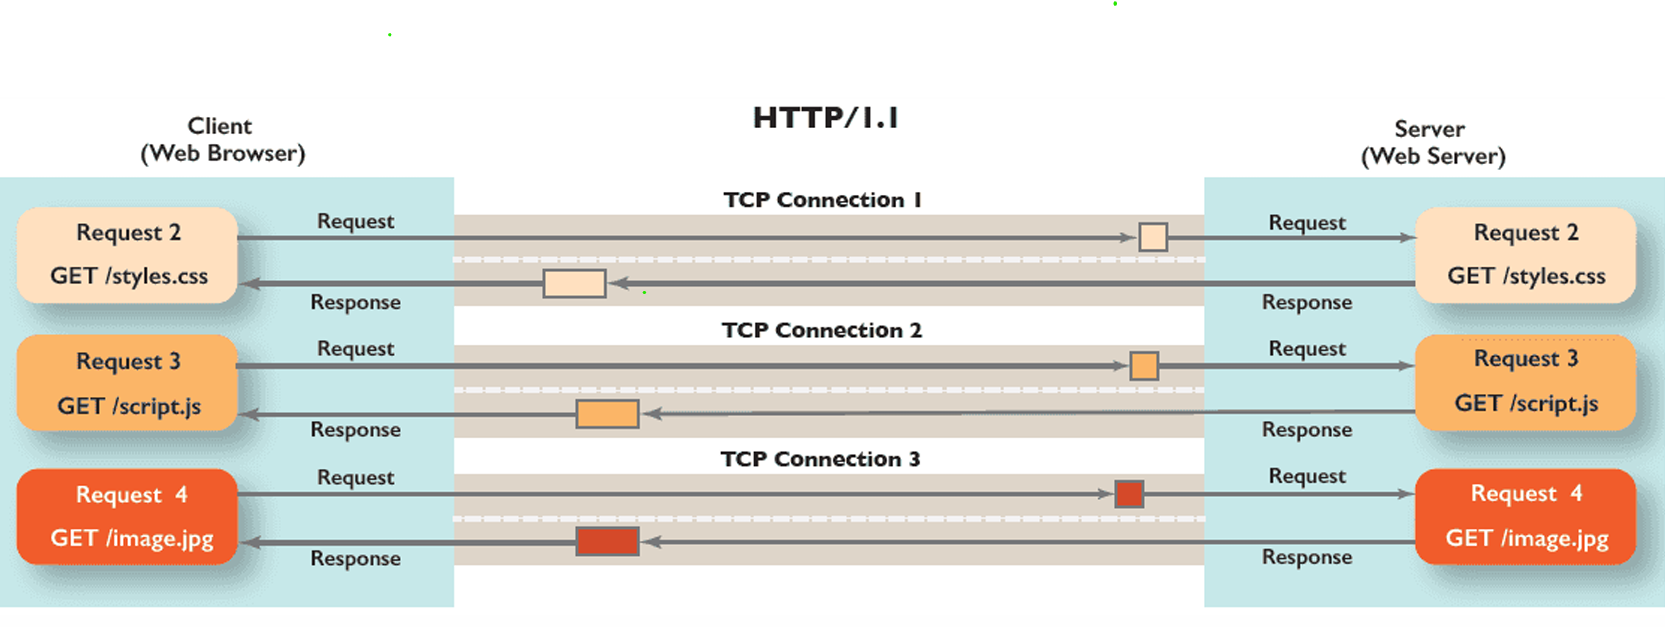 HTTP/1.1
Client
(Web Browser)
Server
(Web Server)
TCP Connection 1
Request 2
GET /styles.css
Request
Response
Request
Response
Request 2
GET /styles.css
TCP Connection 2
Request 3
GET /script.js
Request
Response
Request
Response
Request 3
GET /script.js
TCP Connection 3
Request 4
GET /image.jpg
Request
Response
Request
Response
Request 4
GET /image.jpg